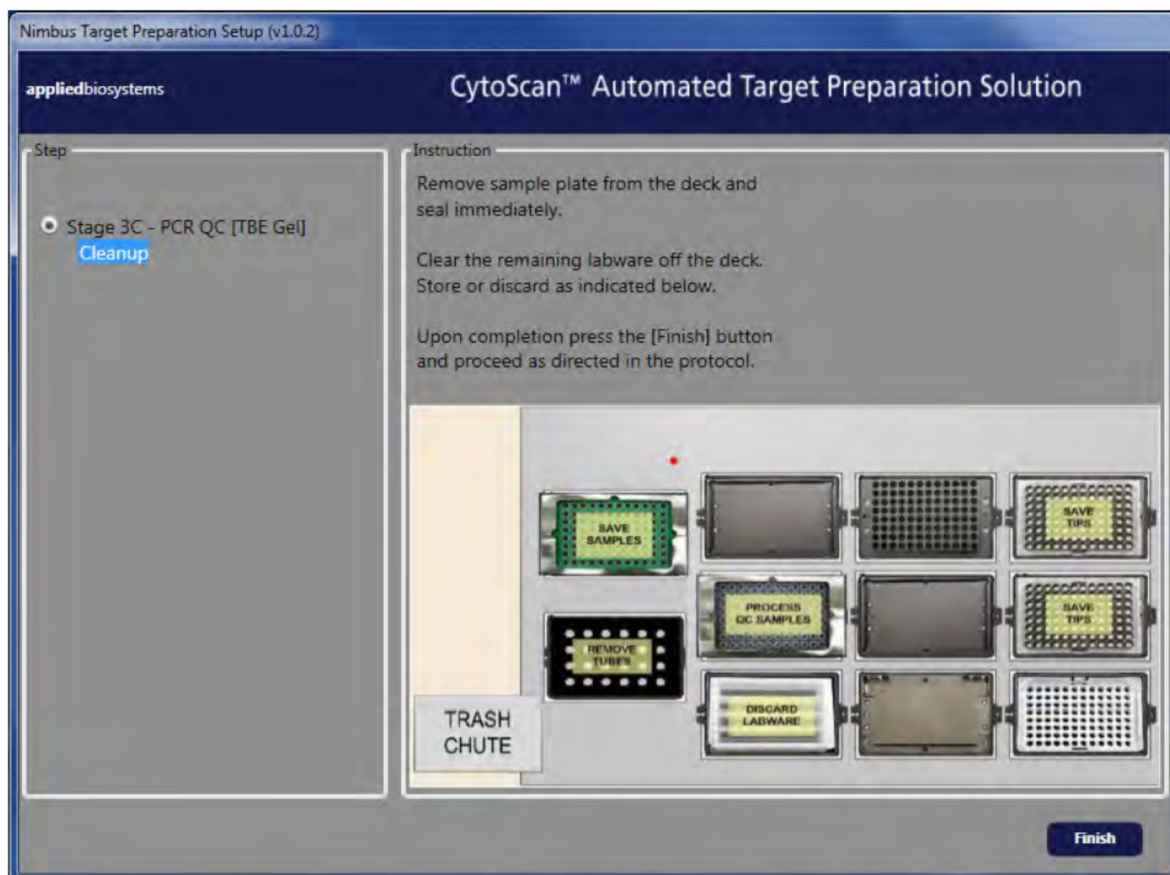 Nimbus Target Preparation Setup (v1.0.2)
appliedbiosystems
CytoScan™ Automated Target Preparation Solution
Step
Stage 3C - PCR QC [TBE Gel]
Cleanup
Instruction
Remove sample plate from the deck and
seal immediately.
Clear the remaining labware off the deck.
Store or discard as indicated below.
Upon completion press the [Finish] button
and proceed as directed in the protocol.
SAVE
SAMPLES
SAVE
TIPS
PROCESS
QC SAMPLES
SAVE
TIPS
REMOVE
TUBES
DISCARD
LABWARE
TRASH
CHUTE
Finish